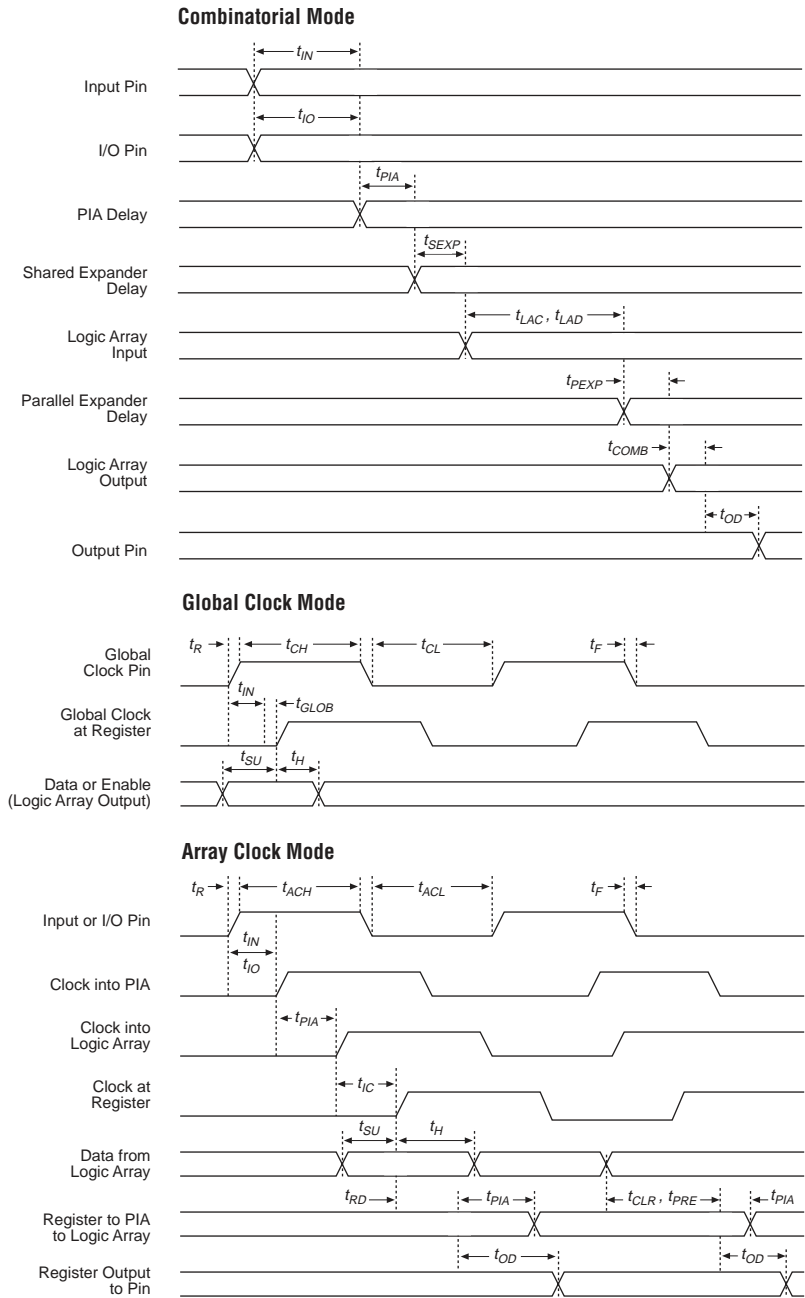 Combinatorial Mode
tIN
Input Pin
tIO
I/O Pin
tPIA
PIA Delay
tSEXP
Shared Expander
Delay
tLAC , tLAD
Logic Array
Input
tPEXP
Parallel Expander
Delay
tCOMB
Logic Array
Output
tOD
Output Pin
Global Clock Mode
tR tCH tCL tF
Global
Clock Pin
tIN tGLOB
Global Clock
at Register
tSU tH
Data or Enable
(Logic Array Output)
Array Clock Mode
tR tACH tACL tF
Input or I/O Pin
tIN
tIO
Clock into PIA
tPIA
Clock into
Logic Array
tIC
Clock at
Register
tSU tH
Data from
Logic Array
tRD tPIA tCLR , tPRE tPIA
Register to PIA
to Logic Array
tOD tOD
Register Output
to Pin